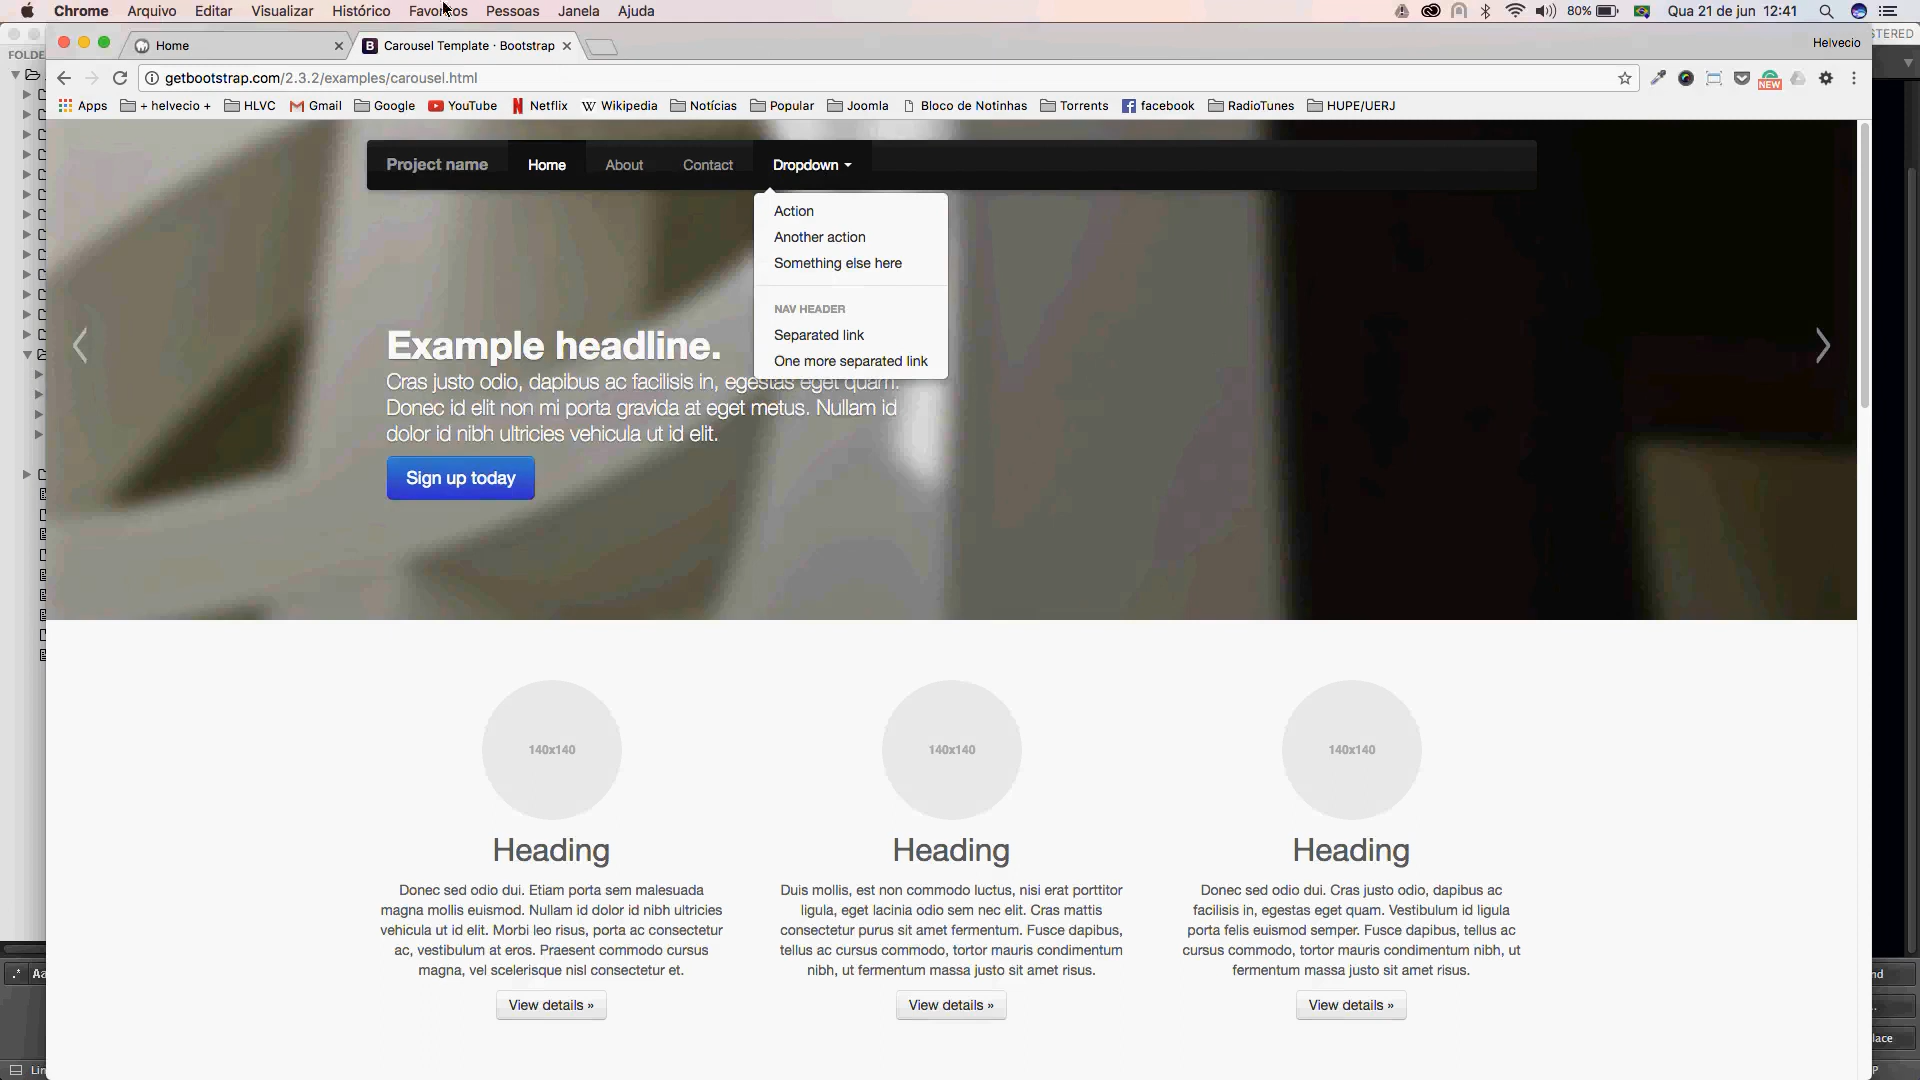 Chrome Arquivo Editar Visualizar Histórico Favoritos Pessoas Janela Ajuda 80% Qua 21 de jun 12:41
Home Carousel Template · Bootstrap Helvecio
FOLDE
getbootstrap.com/2.3.2/examples/carousel.html
NEW
Apps + helvecio + HLVC Gmail Google YouTube Netflix Wikipedia Notícias Popular Joomla Bloco de Notinhas Torrents facebook RadioTunes HUPE/UERJ
Project name Home About Contact Dropdown
Action
Another action
Something else here
NAV HEADER
Separated link
One more separated link
Example headline.
Cras justo odio, dapibus ac facilisis in, egestas eget quam.
Donec id elit non mi porta gravida at eget metus. Nullam id
dolor id nibh ultricies vehicula ut id elit.
Sign up today
140x140 140x140 140x140
Heading Heading Heading
Donec sed odio dui. Etiam porta sem malesuada
magna mollis euismod. Nullam id dolor id nibh ultricies
vehicula ut id elit. Morbi leo risus, porta ac consectetur
ac, vestibulum at eros. Praesent commodo cursus
magna, vel scelerisque nisl consectetur et.
View details »
Duis mollis, est non commodo luctus, nisi erat porttitor
ligula, eget lacinia odio sem nec elit. Cras mattis
consectetur purus sit amet fermentum. Fusce dapibus,
tellus ac cursus commodo, tortor mauris condimentum
nibh, ut fermentum massa justo sit amet risus.
View details »
Donec sed odio dui. Cras justo odio, dapibus ac
facilisis in, egestas eget quam. Vestibulum id ligula
porta felis euismod semper. Fusce dapibus, tellus ac
cursus commodo, tortor mauris condimentum nibh, ut
fermentum massa justo sit amet risus.
View details »